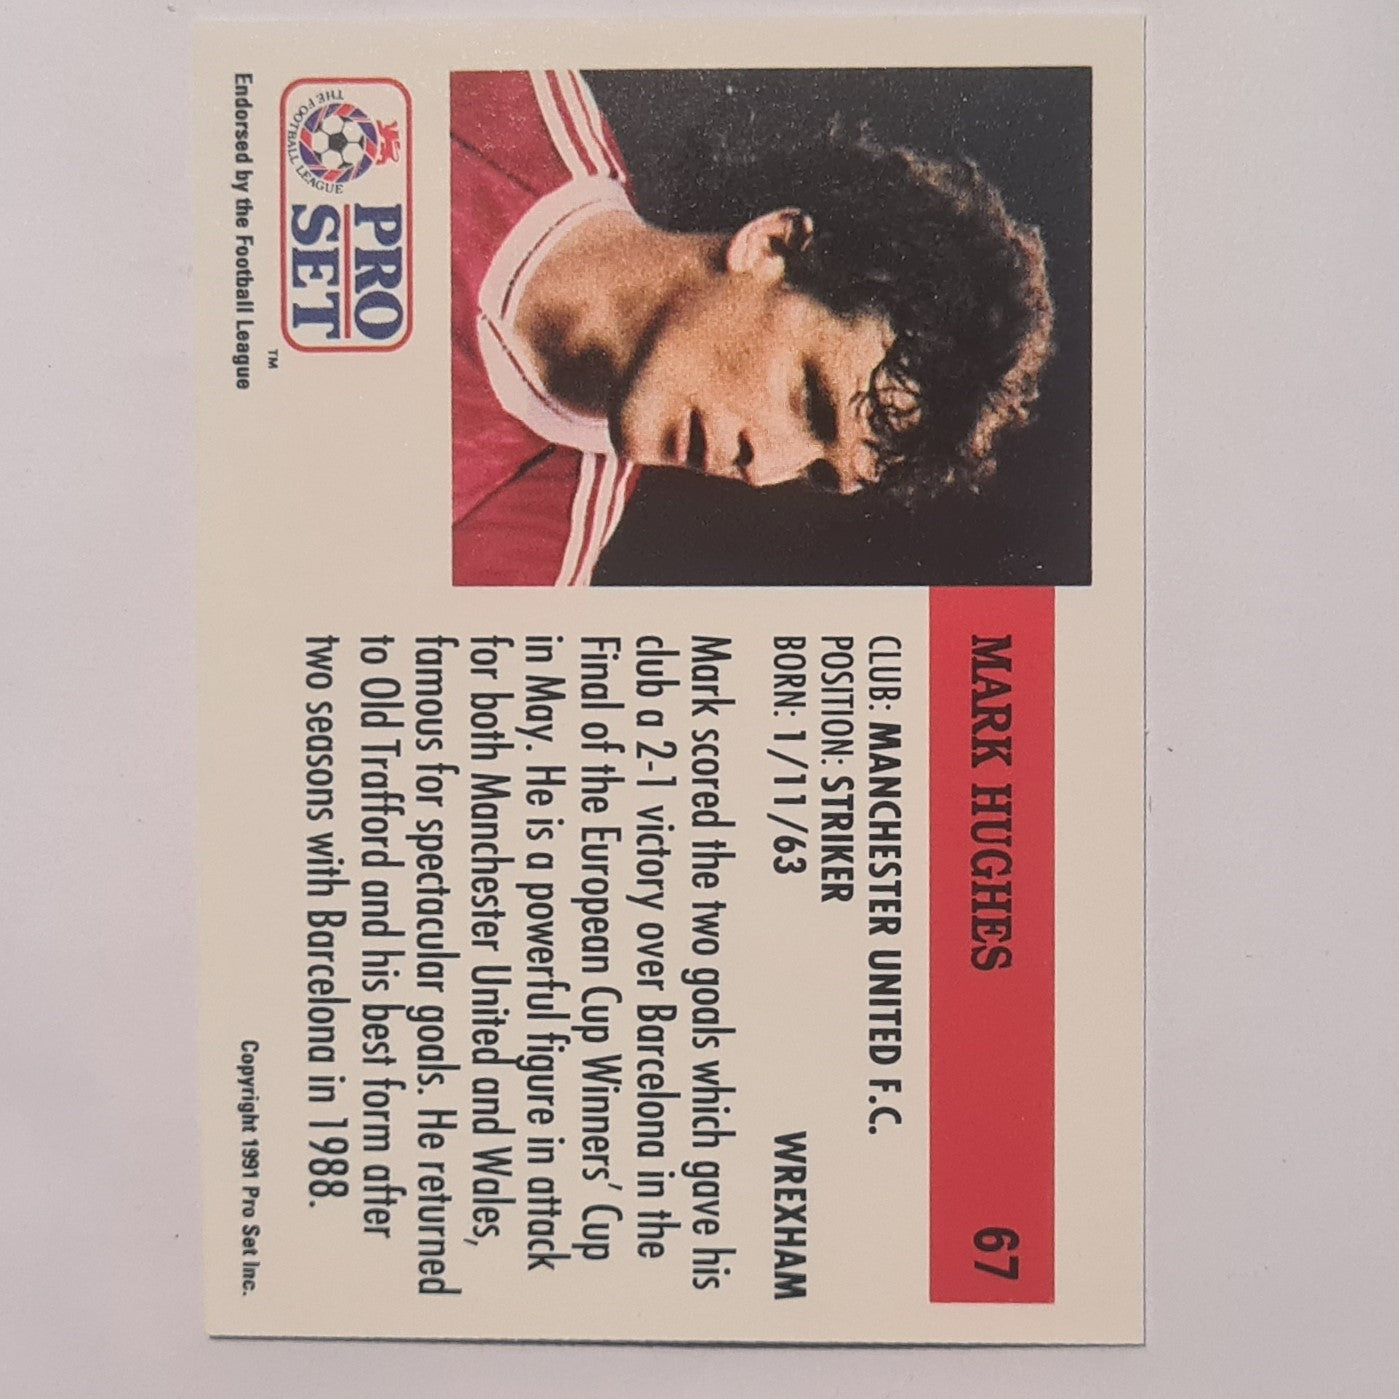 MARK HUGHES 67
CLUB: MANCHESTER UNITED F.C.
POSITION: STRIKER
BORN: 1/11/63 WREXHAM
Mark scored the two goals which gave his
club a 2-1 victory over Barcelona in the
Final of the European Cup Winners' Cup
in May. He is a powerful figure in attack
for both Manchester United and Wales,
famous for spectacular goals. He returned
to Old Trafford and his best form after
two seasons with Barcelona in 1988.
THE FOOTBALL LEAGUE
PRO
SET
TM
Endorsed by the Football League
Copyright 1991 Pro Set Inc.